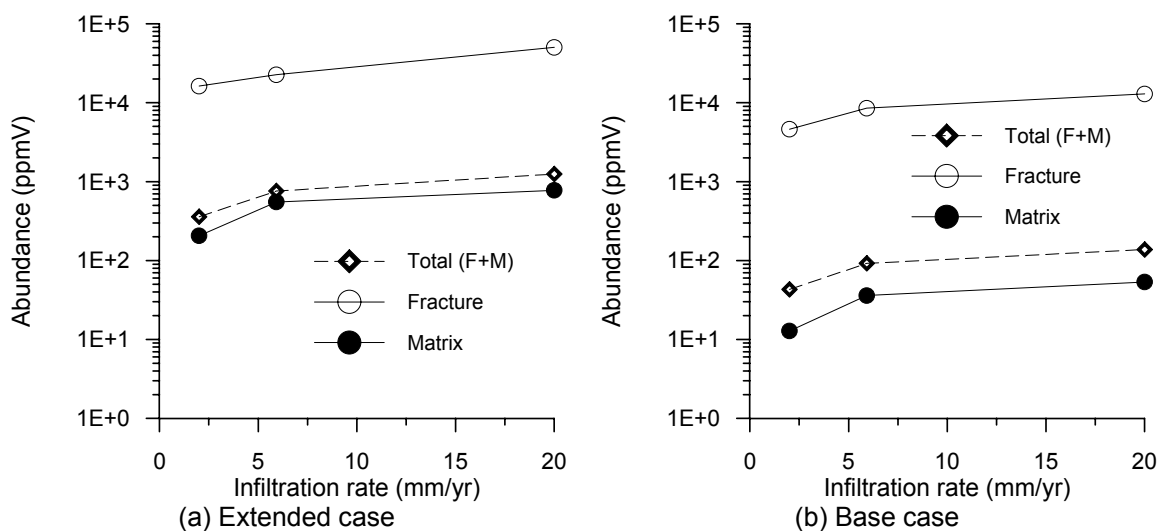 1E+5
1E+4
1E+3
1E+2
1E+1
1E+0
Abundance (ppmV)
Total (F+M)
Fracture
Matrix
0 5 10 15 20
Infiltration rate (mm/yr)
(a) Extended case
1E+5
1E+4
1E+3
1E+2
1E+1
1E+0
Abundance (ppmV)
Total (F+M)
Fracture
Matrix
0 5 10 15 20
Infiltration rate (mm/yr)
(b) Base case